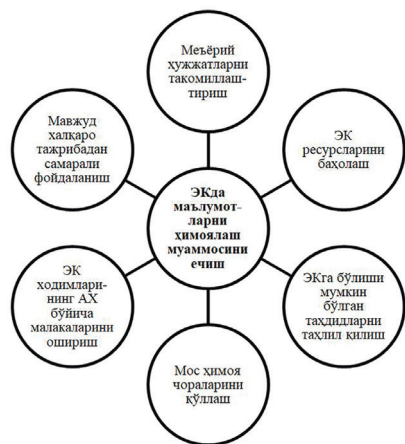 Меъёрий
ҳужжатларни
такомиллаш-
тириш
Мавжуд
халқаро
тажрибадан
самарали
фойдаланиш
ЭК
ресурсларини
баҳолаш
ЭКда
маълумот-
ларни
ҳимоялаш
муаммосини
ечиш
ЭК
ходимлари-
нинг АХ
бўйича
малакаларини
ошириш
ЭКга бўлиши
мумкин
бўлган
таҳдидларни
таҳлил қилиш
Мос ҳимоя
чораларини
қўллаш